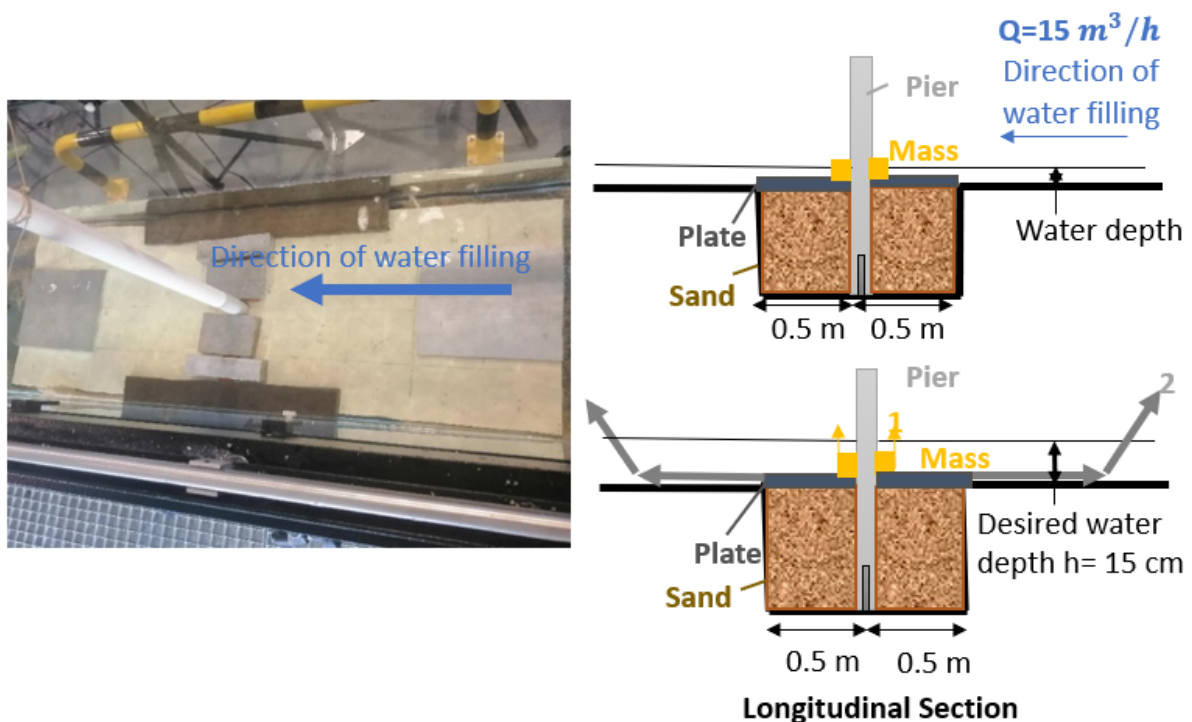 Direction of water filling
Q=15 m³/h
Direction of
water filling
Pier
Mass
Plate
Sand
Water depth
0.5 m 0.5 m
Pier
2
1
Mass
Plate
Sand
Desired water
depth h= 15 cm
0.5 m 0.5 m
Longitudinal Section